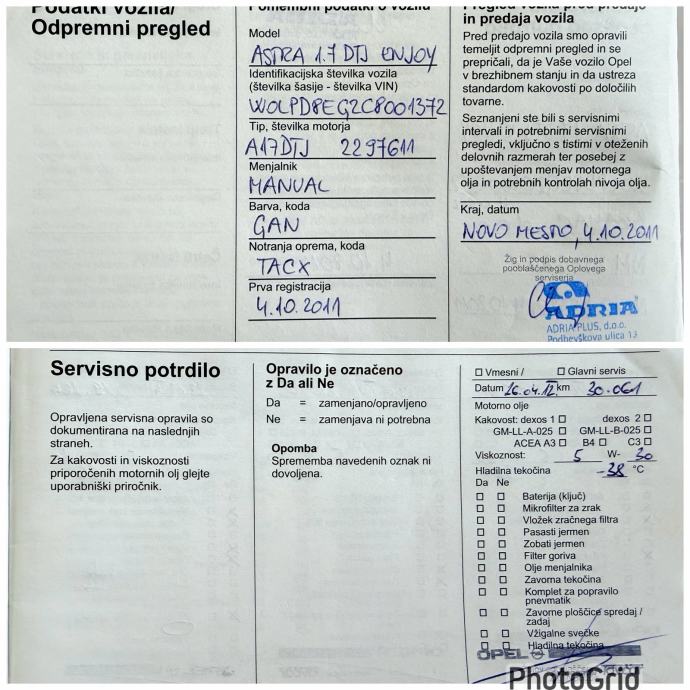 Podatki vozila/
Odpremni pregled
Pomembni podatki o vozilu
Model
ASTRA 1.7 DTJ ENJOY
Identifikacijska številka vozila
(številka šasije - številka VIN)
WOLPD8EG2C8001372
Tip, številka motorja
A17DTJ 2297611
Menjalnik
MANUAL
Barva, koda
GAN
Notranja oprema, koda
TACX
Prva registracija
4.10.2011
Pregled vozila pred predajo
in predaja vozila
Pred predajo vozila smo opravili
temeljit odpremni pregled in se
prepričali, da je Vaše vozilo Opel
v brezhibnem stanju in da ustreza
standardom kakovosti po določilih
tovarne.
Seznanjeni ste bili s servisnimi
intervali in potrebnimi servisnimi
pregledi, vključno s tistimi v oteženih
delovnih razmerah ter posebej z
upoštevanjem menjav motornega
olja in potrebnih kontrolah nivoja olja.
Kraj, datum
NOVO MESTO, 4.10.2011
Žig in podpis dobavnega
pooblaščenega Oplovega
serviserja
ADRIA
ADRIA PLUS, d.o.o.
Podbevškova ulica 13
Servisno potrdilo
Opravljena servisna opravila so
dokumentirana na naslednjih
straneh.
Za kakovosti in viskoznosti
priporočenih motornih olj glejte
uporabniški priročnik.
Opravilo je označeno
z Da ali Ne
Da = zamenjano/opravljeno
Ne = zamenjava ni potrebna
Opomba
Sprememba navedenih oznak ni
dovoljena.
Vmesni / Glavni servis
Datum 26.04.12 km 30.061
Motorno olje
Kakovost: dexos 1 dexos 2
GM-LL-A-025 GM-LL-B-025
ACEA A3 B4 C3
Viskoznost: 5 W- 30
Hladilna tekočina -38 °C
Da Ne
Baterija (ključ)
Mikrofilter za zrak
Vložek zračnega filtra
Pasasti jermen
Zobati jermen
Filter goriva
Olje menjalnika
Zavorna tekočina
Komplet za popravilo
pnevmatik
Zavorne ploščice spredaj /
zadaj
Vžigalne svečke
Hladilna tekočina
OPEL
PhotoGrid